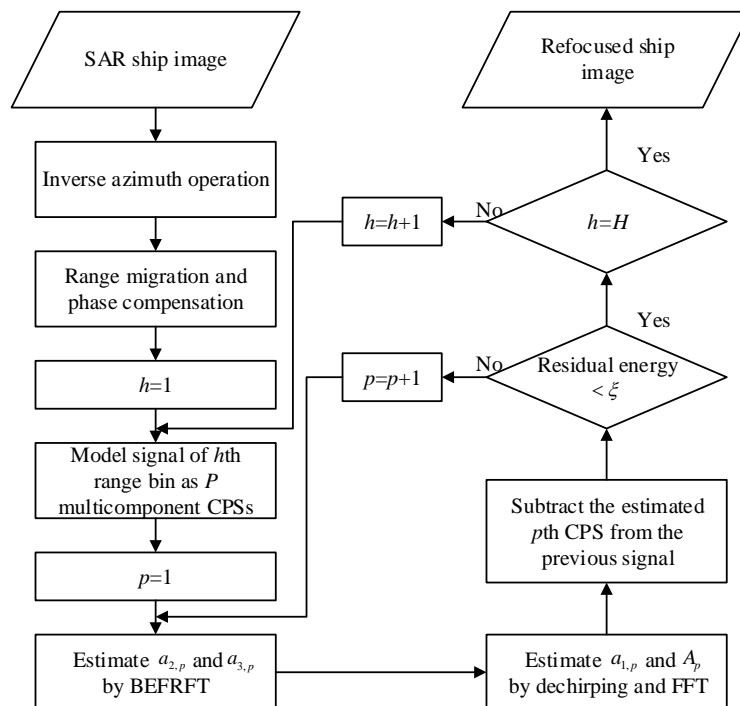 SAR ship image
Inverse azimuth operation
Range migration and
phase compensation
h=1
Model signal of hth
range bin as P
multicomponent CPSs
p=1
Estimate a2,p and a3,p
by BEFRFT
Estimate a1,p and Ap
by dechirping and FFT
Subtract the estimated
pth CPS from the
previous signal
Residual energy
< ξ
No
p=p+1
Yes
h=H
No
h=h+1
Yes
Refocused ship
image